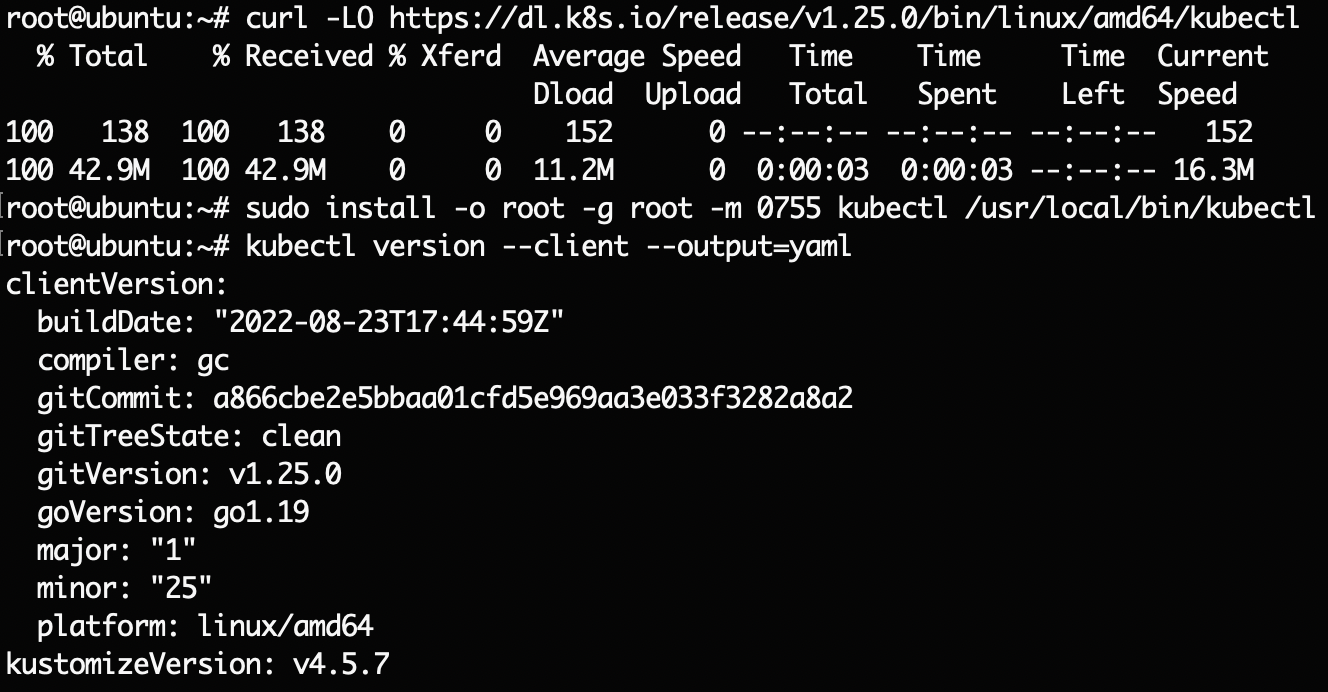 root@ubuntu:~# curl -LO https://dl.k8s.io/release/v1.25.0/bin/linux/amd64/kubectl
  % Total    % Received % Xferd  Average Speed   Time    Time     Time  Current
                                 Dload  Upload   Total   Spent    Left  Speed
100   138  100   138    0     0    152      0 --:--:-- --:--:-- --:--:--   152
100 42.9M  100 42.9M    0     0  11.2M      0  0:00:03  0:00:03 --:--:-- 16.3M
root@ubuntu:~# sudo install -o root -g root -m 0755 kubectl /usr/local/bin/kubectl
root@ubuntu:~# kubectl version --client --output=yaml
clientVersion:
  buildDate: "2022-08-23T17:44:59Z"
  compiler: gc
  gitCommit: a866cbe2e5bbaa01cfd5e969aa3e033f3282a8a2
  gitTreeState: clean
  gitVersion: v1.25.0
  goVersion: go1.19
  major: "1"
  minor: "25"
  platform: linux/amd64
kustomizeVersion: v4.5.7